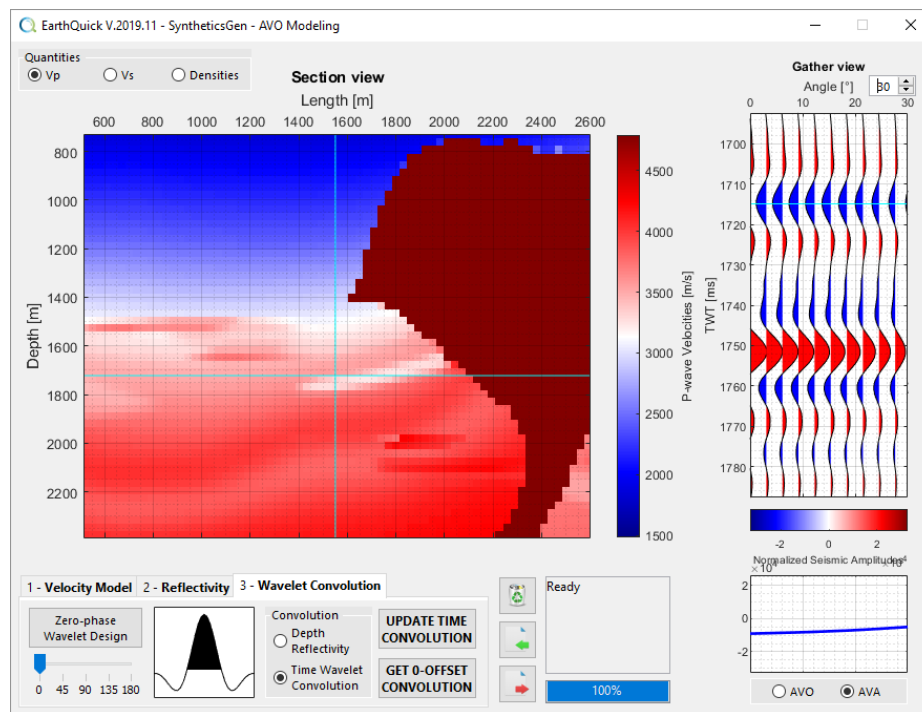 EarthQuick V.2019.11 - SyntheticsGen - AVO Modeling
Quantities
Vp Vs Densities
Section view
Length [m]
600 800 1000 1200 1400 1600 1800 2000 2200 2400 2600
Depth [m]
800
1000
1200
1400
1600
1800
2000
2200
4500
4000
3500
3000
2500
2000
1500
P-wave Velocities [m/s]
Gather view
Angle [°] 30
0 10 20 30
TWT [ms]
1700
1710
1720
1730
1740
1750
1760
1770
1780
-2 0 2
Normalized Seismic Amplitudes
2
0
-2
AVO AVA
1 - Velocity Model 2 - Reflectivity 3 - Wavelet Convolution
Zero-phase
Wavelet Design
0 45 90 135 180
Convolution
Depth
Reflectivity
Time Wavelet
Convolution
UPDATE TIME
CONVOLUTION
GET 0-OFFSET
CONVOLUTION
Ready
100%